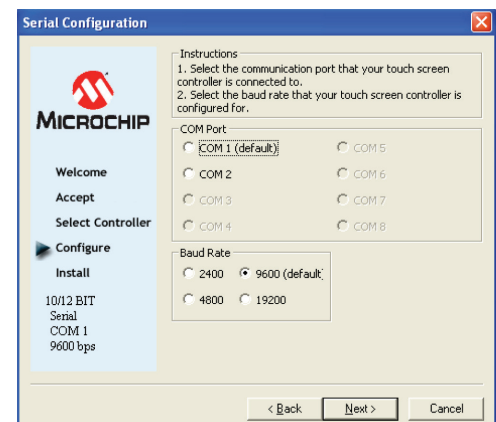 Serial Configuration
MICROCHIP
Welcome
Accept
Select Controller
Configure
Install
10/12 BIT
Serial
COM 1
9600 bps
Instructions
1. Select the communication port that your touch screen
controller is connected to.
2. Select the baud rate that your touch screen controller is
configured for.
COM Port
COM 1 (default)
COM 5
COM 2
COM 6
COM 3
COM 7
COM 4
COM 8
Baud Rate
2400
9600 (default)
4800
19200
< Back
Next >
Cancel